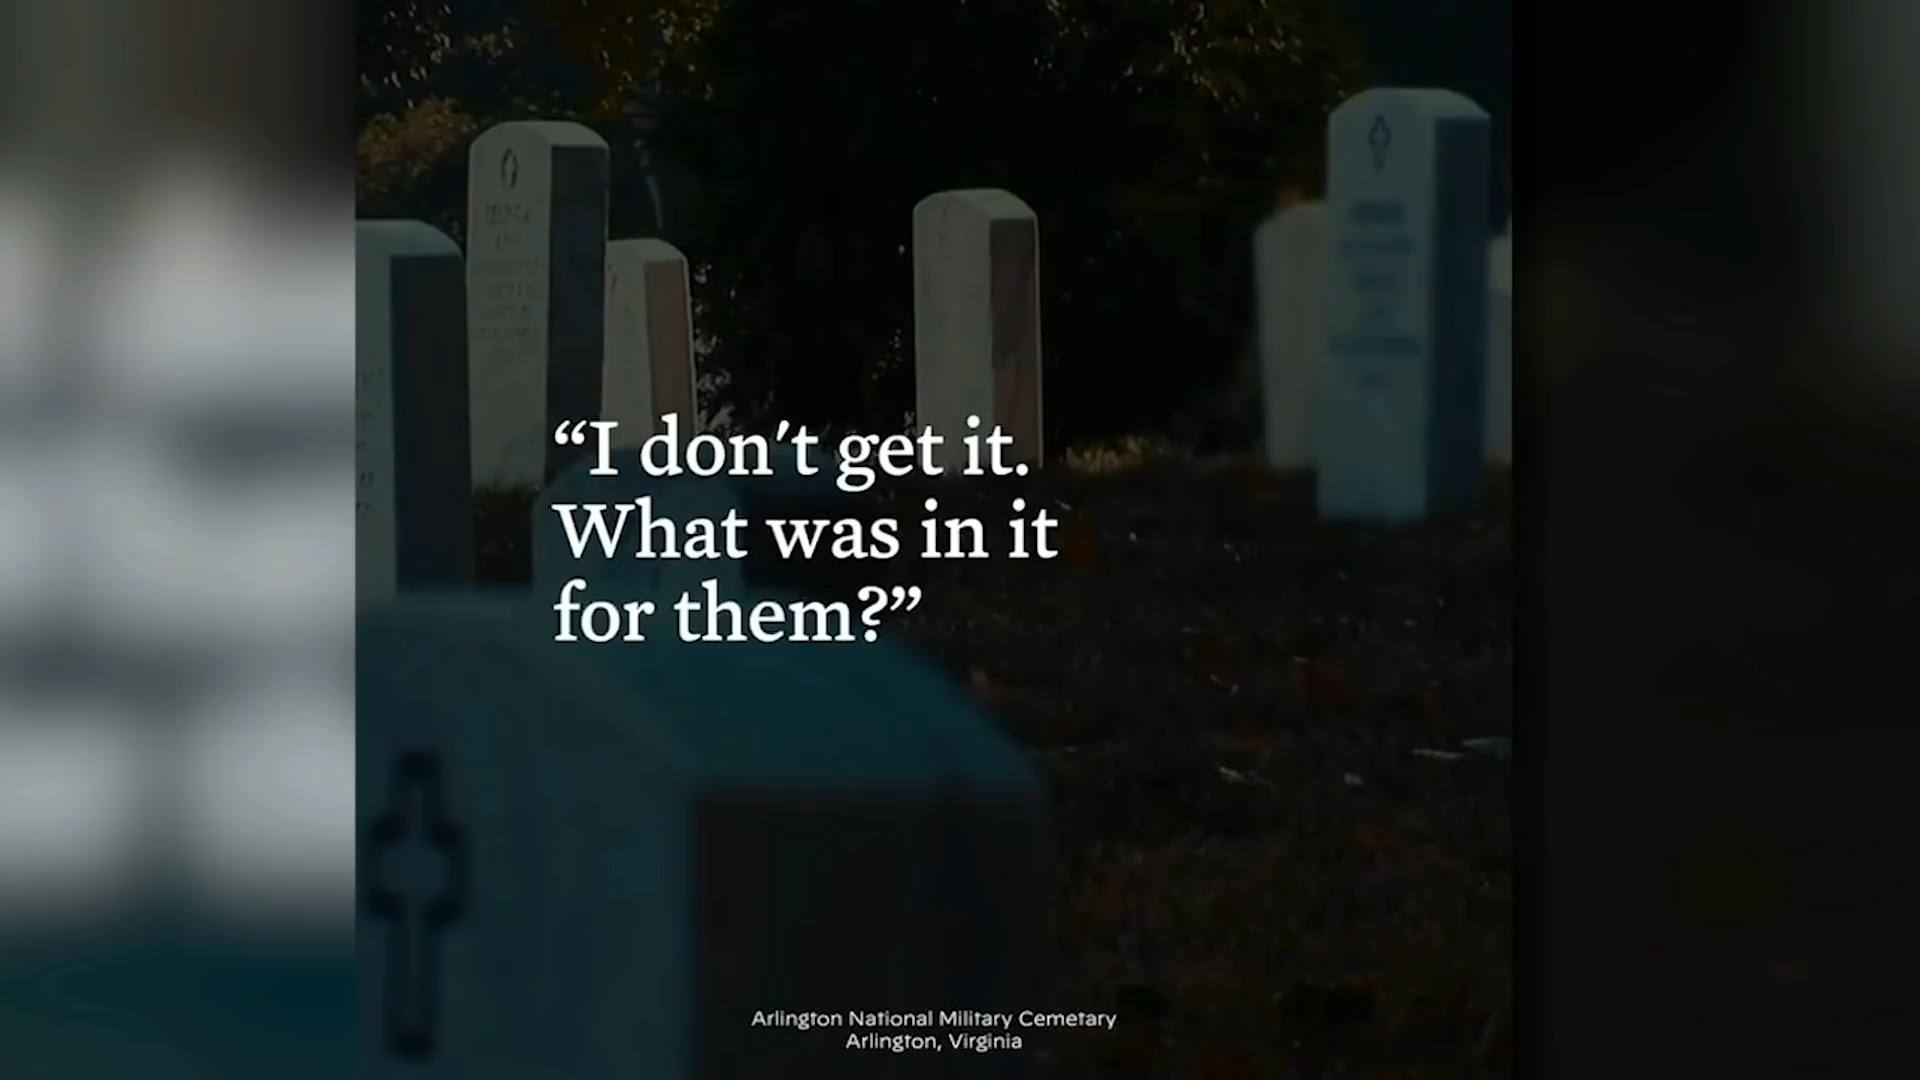 “I don't get it.
What was in it
for them?”
Arlington National Military Cemetary
Arlington, Virginia